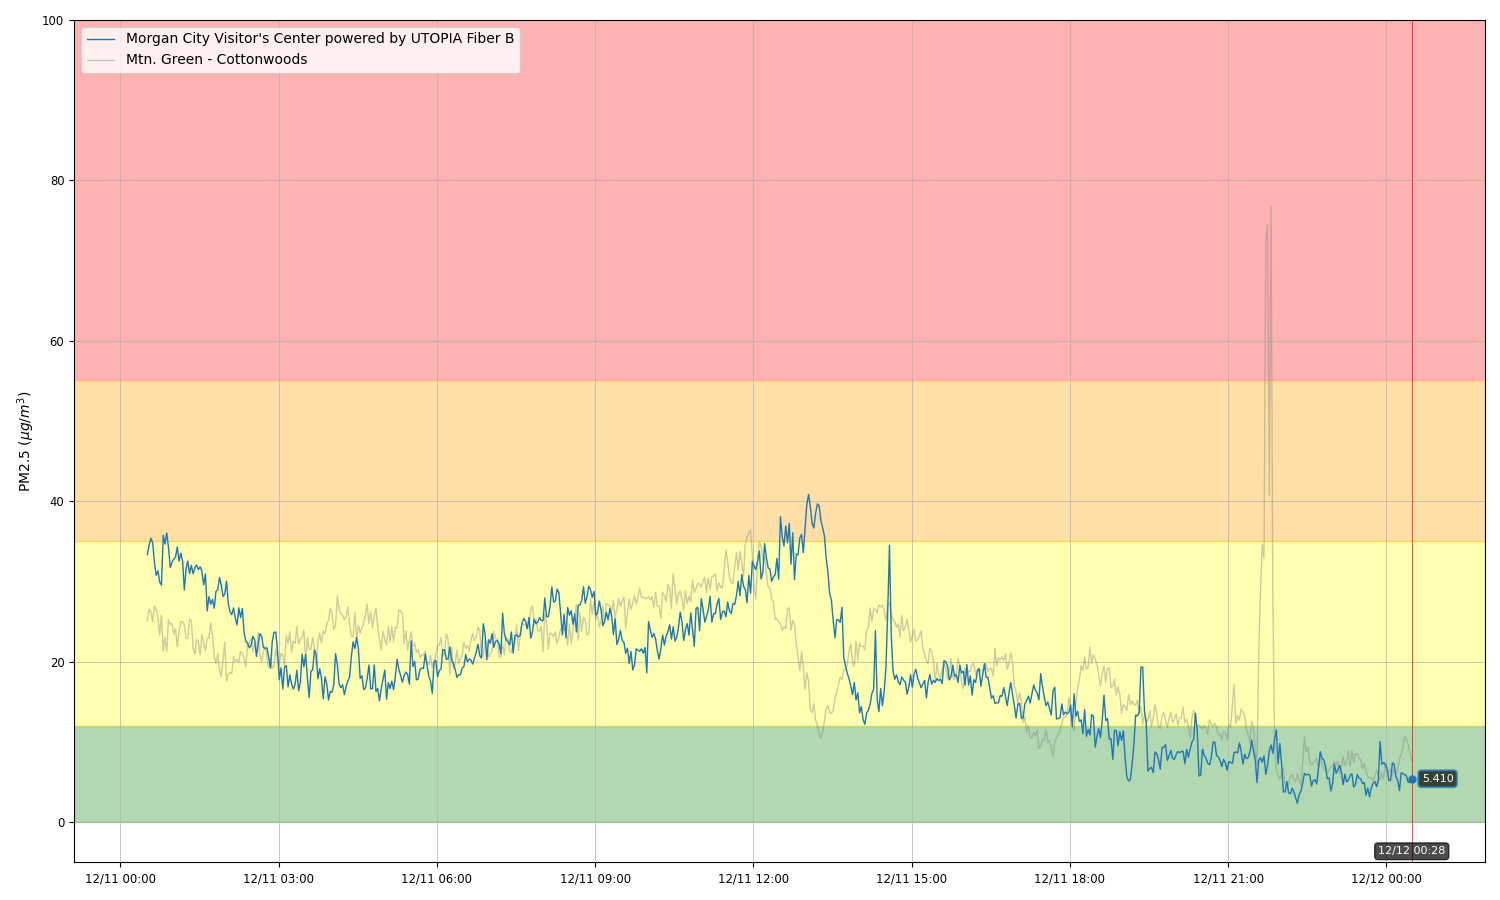 100
80
60
40
20
0
PM2.5 (µg/m³)
Morgan City Visitor's Center powered by UTOPIA Fiber B
Mtn. Green - Cottonwoods
5.410
12/12 00:28
12/11 00:00 12/11 03:00 12/11 06:00 12/11 09:00 12/11 12:00 12/11 15:00 12/11 18:00 12/11 21:00 12/12 00:00